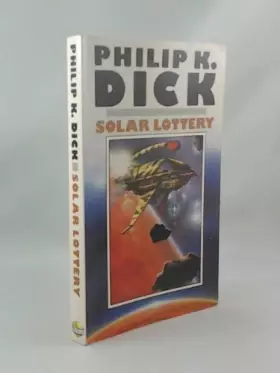 PHILIP K.
DICK
SOLAR LOTTERY
PHILIP K. DICK SOLAR LOTTERY